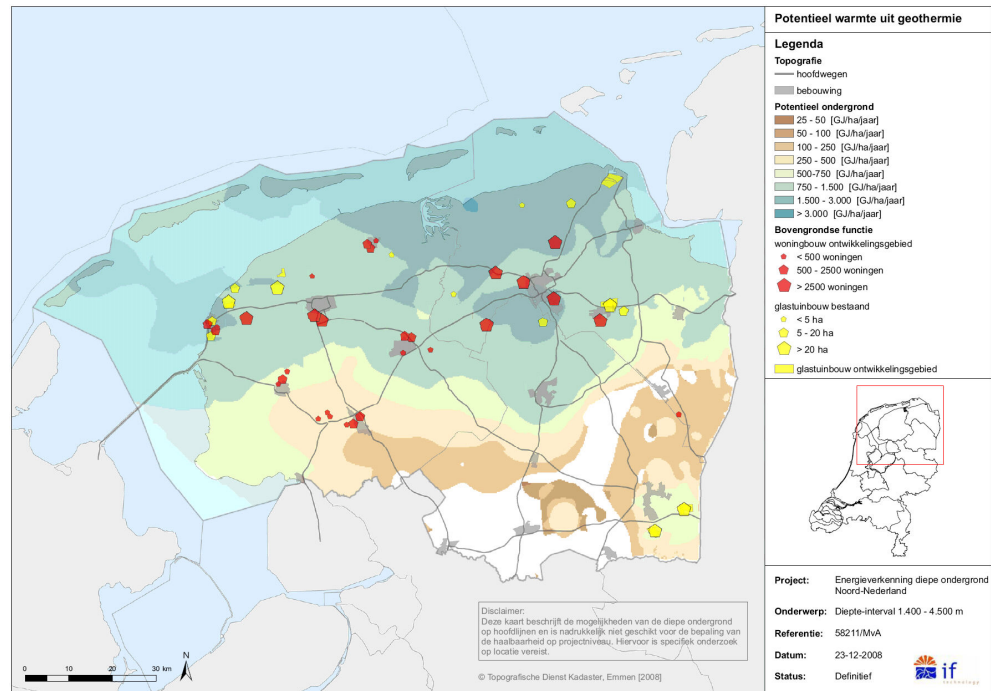 Potentieel warmte uit geothermie
Legenda
Topografie
hoofdwegen
bebouwing
Potentieel ondergrond
25 - 50 [GJ/ha/jaar]
50 - 100 [GJ/ha/jaar]
100 - 250 [GJ/ha/jaar]
250 - 500 [GJ/ha/jaar]
500-750 [GJ/ha/jaar]
750 - 1.500 [GJ/ha/jaar]
1.500 - 3.000 [GJ/ha/jaar]
> 3.000 [GJ/ha/jaar]
Bovengrondse functie
woningbouw ontwikkelingsgebied
< 500 woningen
500 - 2500 woningen
> 2500 woningen
glastuinbouw bestaand
< 5 ha
5 - 20 ha
> 20 ha
glastuinbouw ontwikkelingsgebied
Project: Energieverkenning diepe ondergrond
Noord-Nederland
Onderwerp: Diepte-interval 1.400 - 4.500 m
Referentie: 58211/MvA
Datum: 23-12-2008
Status: Definitief
if
technology
Disclaimer:
Deze kaart beschrijft de mogelijkheden van de diepe ondergrond
op hoofdlijnen en is nadrukkelijk niet geschikt voor de bepaling van
de haalbaarheid op projectniveau. Hiervoor is specifiek onderzoek
op locatie vereist.
© Topografische Dienst Kadaster, Emmen [2008]
0 5 10 20 30 km
N